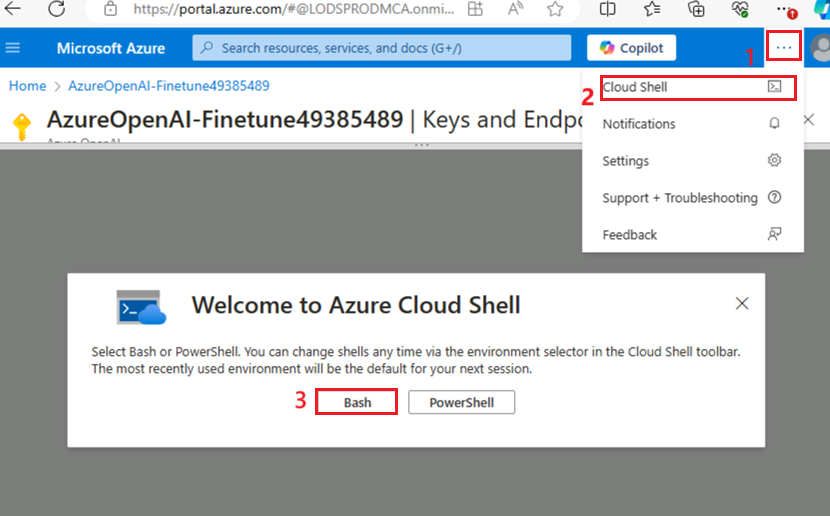 https://portal.azure.com/#@LODSPRODMCA.onmi...
Microsoft Azure
Search resources, services, and docs (G+/)
Copilot
1
...
Home > AzureOpenAI-Finetune49385489
2
Cloud Shell
AzureOpenAI-Finetune49385489 | Keys and Endpo
Azure OpenAI
Notifications
Settings
Support + Troubleshooting
Feedback
Welcome to Azure Cloud Shell
Select Bash or PowerShell. You can change shells any time via the environment selector in the Cloud Shell toolbar.
The most recently used environment will be the default for your next session.
3
Bash
PowerShell